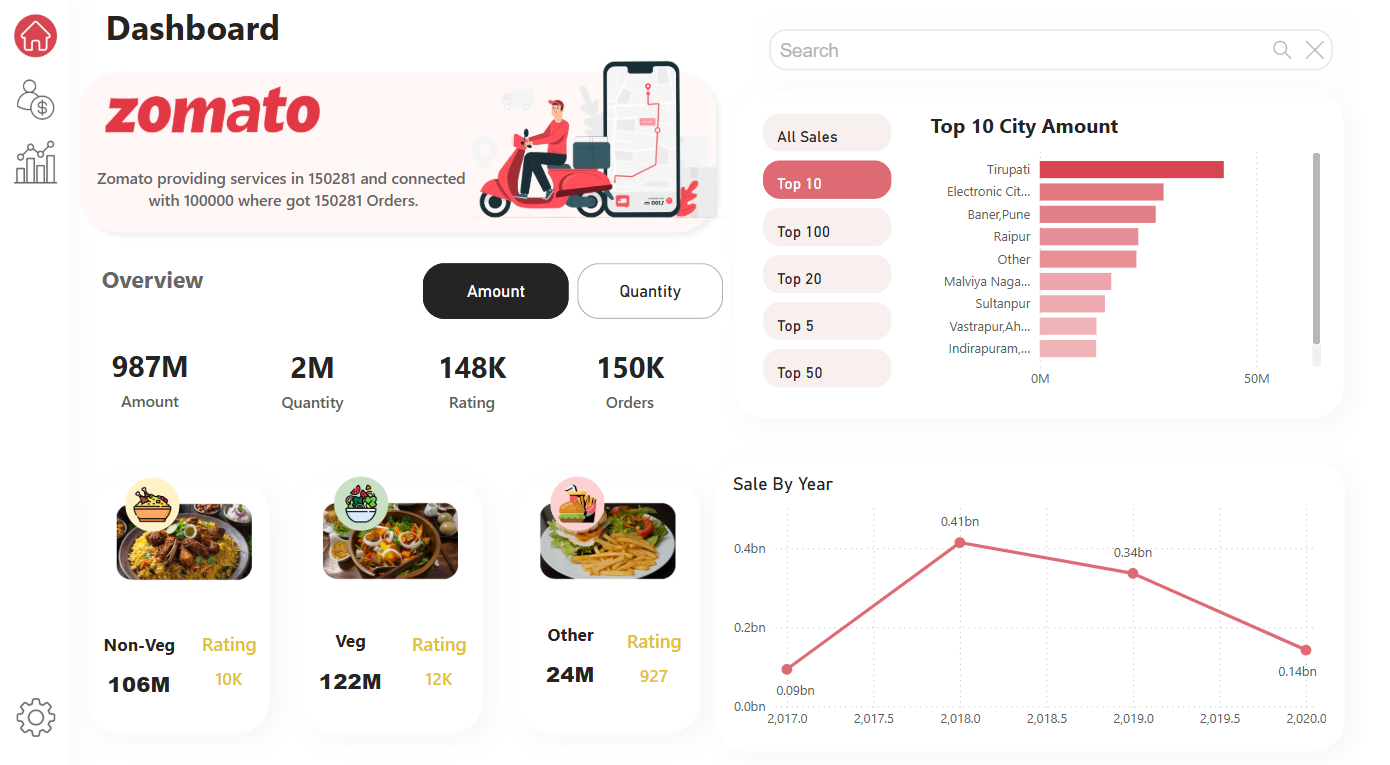 Dashboard
Search
zomato
Zomato providing services in 150281 and connected
with 100000 where got 150281 Orders.
All Sales
Top 10
Top 100
Top 20
Top 5
Top 50
Top 10 City Amount
Tirupati
Electronic Cit...
Baner,Pune
Raipur
Other
Malviya Naga...
Sultanpur
Vastrapur,Ah...
Indirapuram,...
0M
50M
Overview
Amount
Quantity
987M
Amount
2M
Quantity
148K
Rating
150K
Orders
Non-Veg
106M
Rating
10K
Veg
122M
Rating
12K
Other
24M
Rating
927
Sale By Year
0.41bn
0.34bn
0.4bn
0.2bn
0.09bn
0.14bn
0.0bn
2,017.0
2,017.5
2,018.0
2,018.5
2,019.0
2,019.5
2,020.0